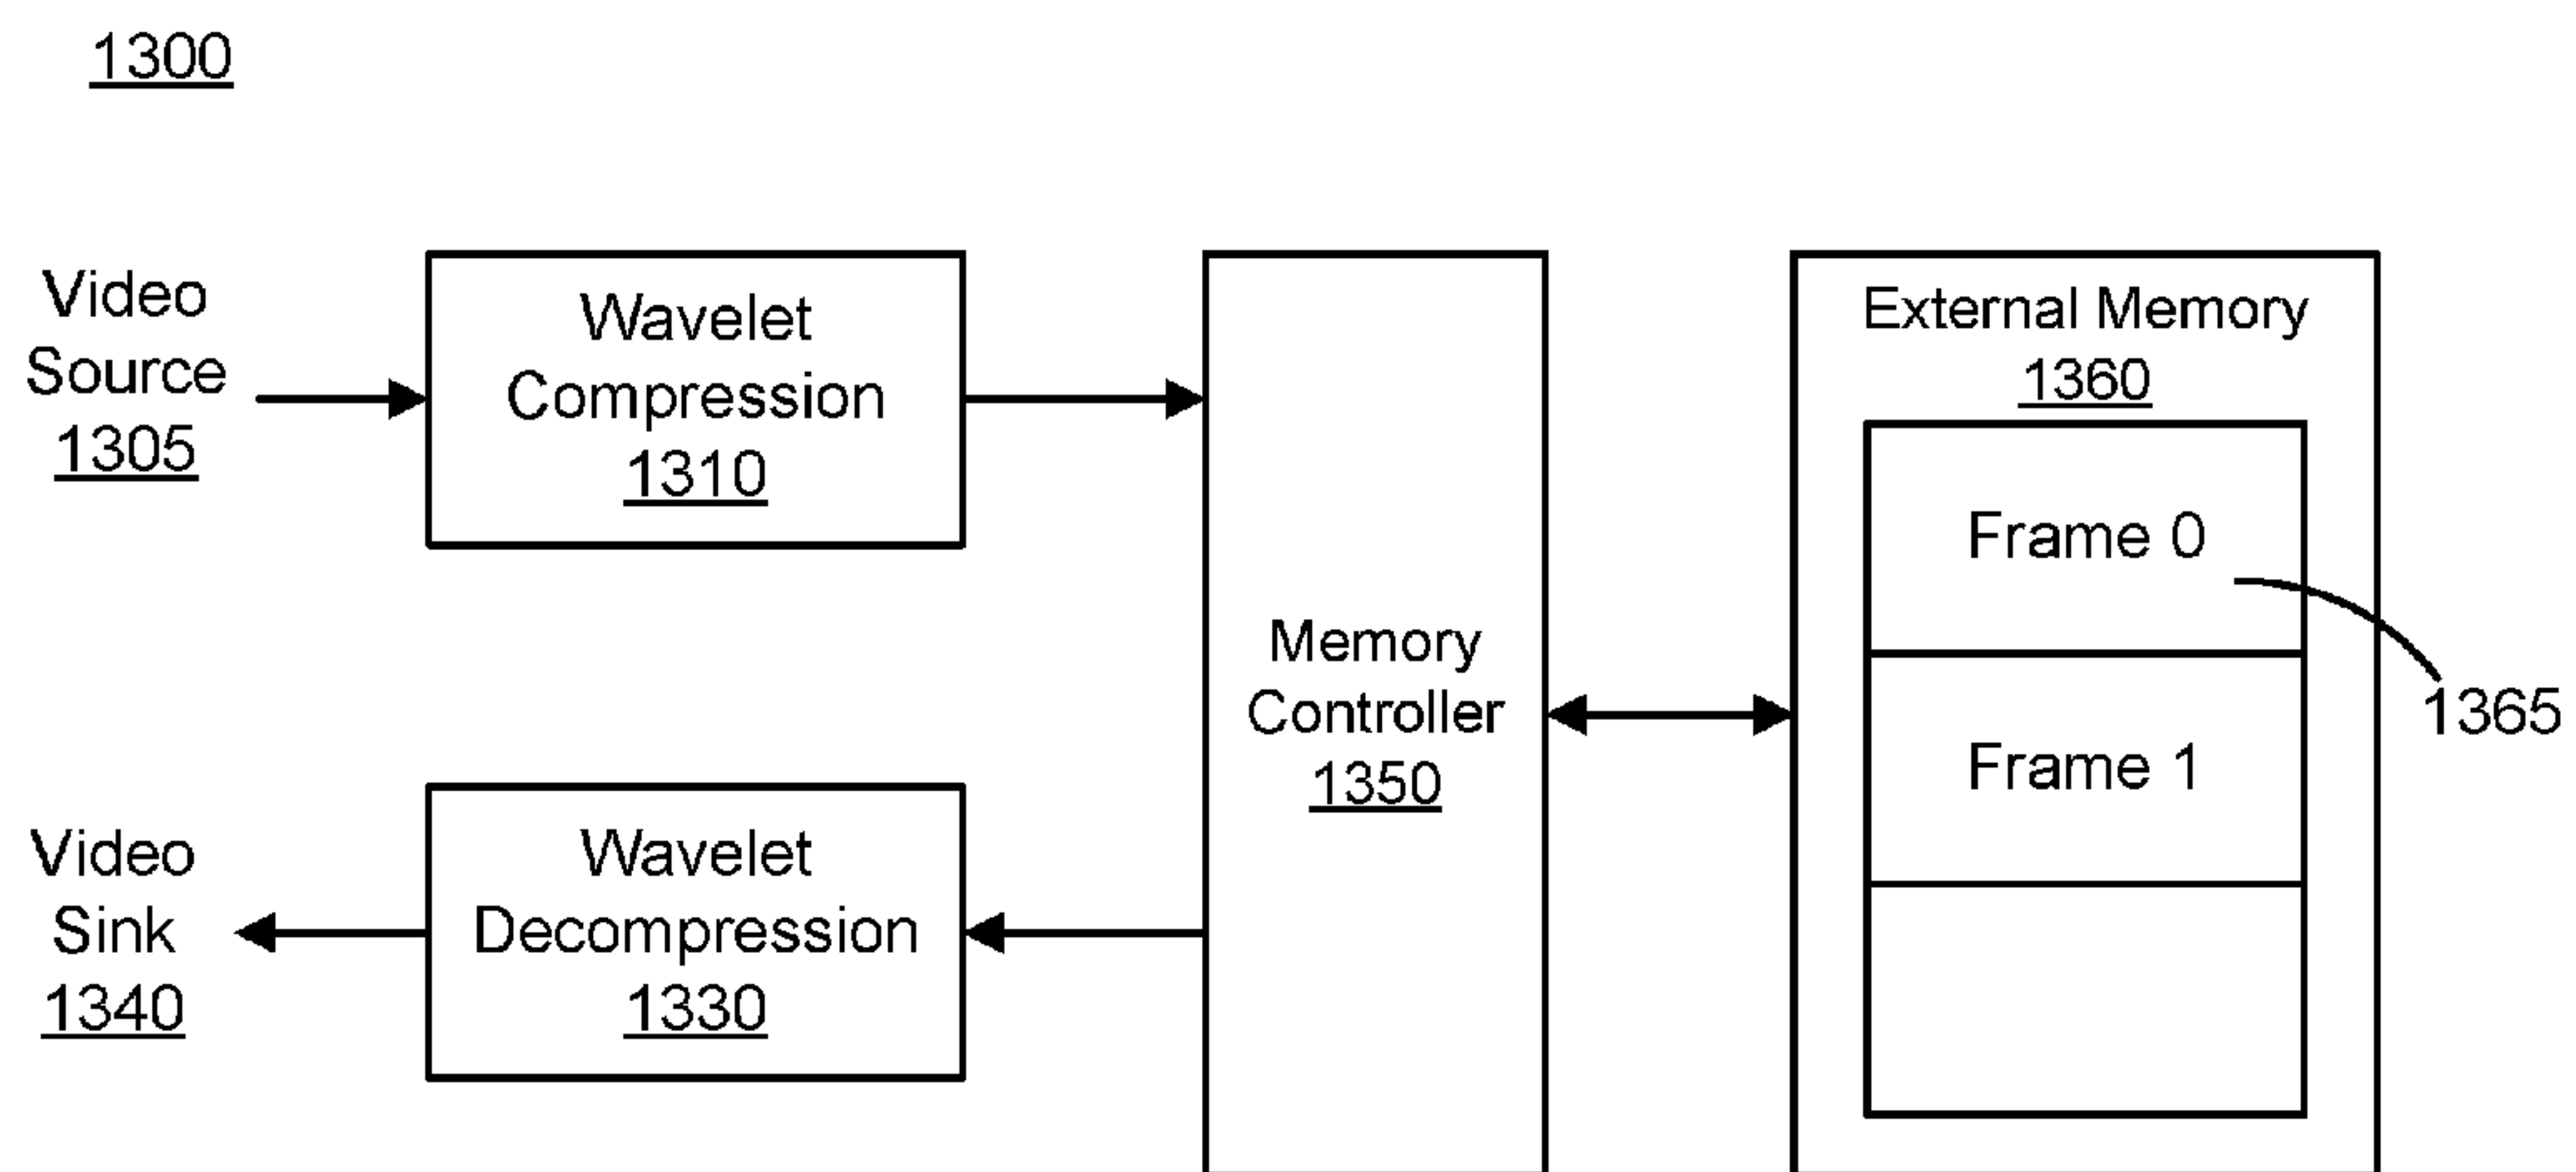 1300
Video
Source
1305
Wavelet
Compression
1310
Video
Sink
1340
Wavelet
Decompression
1330
Memory
Controller
1350
External Memory
1360
Frame 0
Frame 1
1365